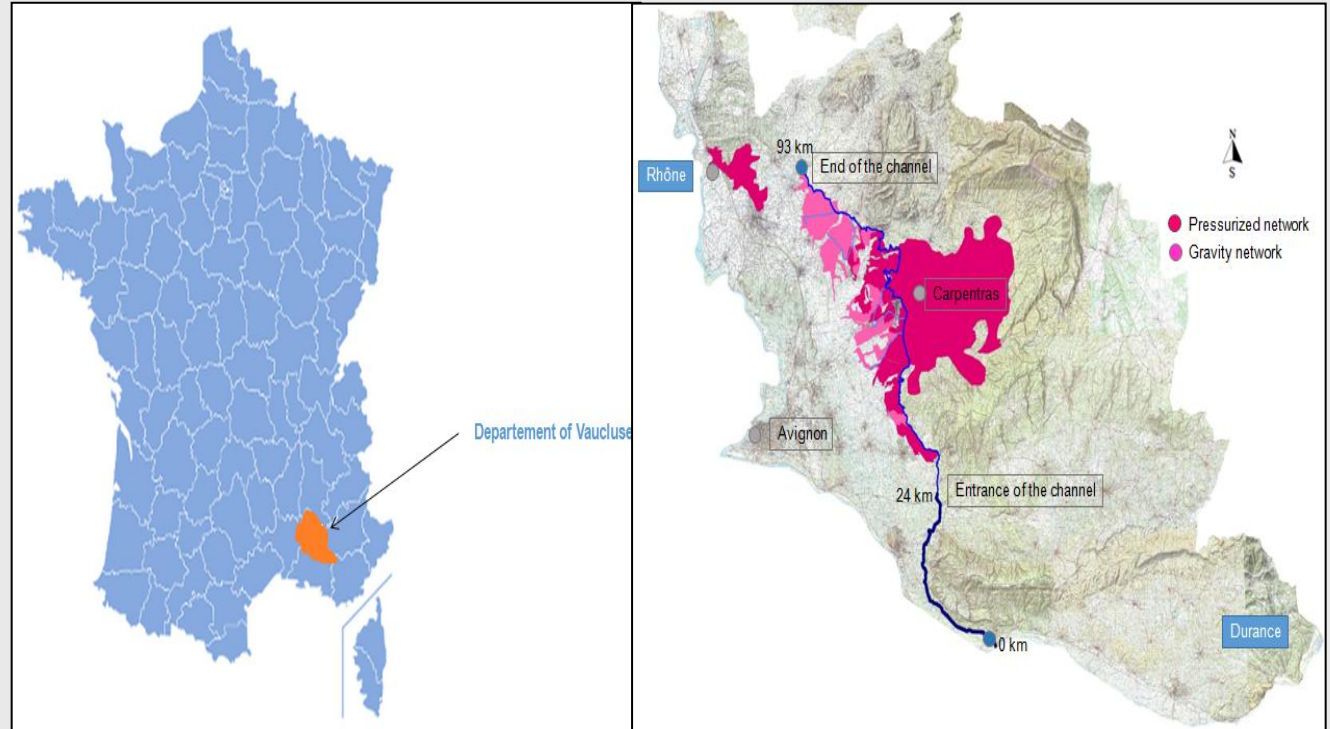 Departement of Vaucluse
93 km
End of the channel
Rhône
N
S
Pressurized network
Gravity network
Carpentras
Avignon
24 km
Entrance of the channel
Durance
0 km